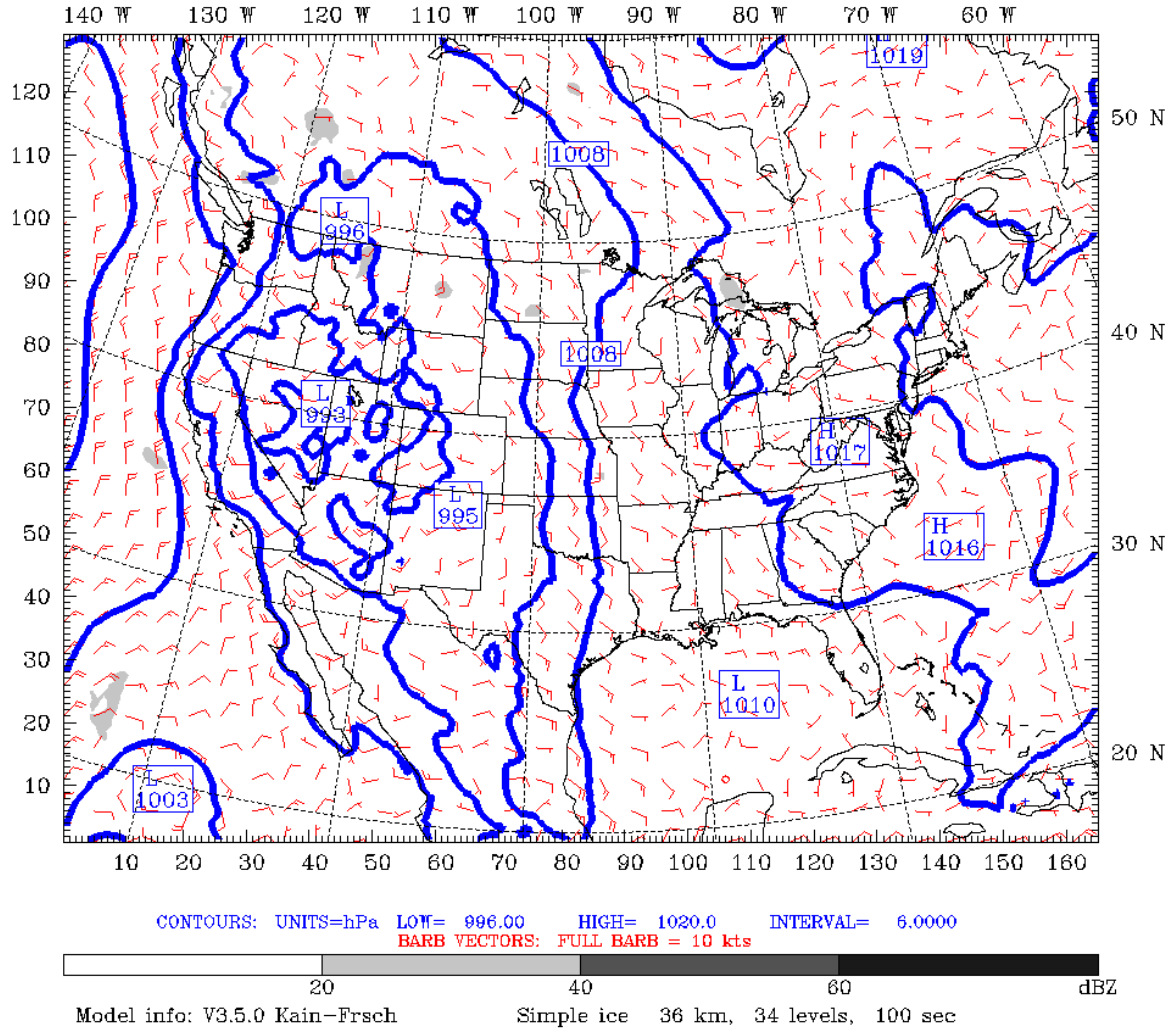 140 W 130 W 120 W 110 W 100 W 90 W 80 W 70 W 60 W
L
1019
120
50 N
110
1008
100
L
996
90
80
40 N
1008
70
L
993
H
1017
60
L
995
50
H
1016
30 N
40
30
L
1010
20
20 N
10
L
1003
10 20 30 40 50 60 70 80 90 100 110 120 130 140 150 160
CONTOURS: UNITS=hPa LOW= 996.00 HIGH= 1020.0 INTERVAL= 6.0000
BARB VECTORS: FULL BARB = 10 kts
20 40 60 dBZ
Model info: V3.5.0 Kain-Frsch Simple ice 36 km, 34 levels, 100 sec